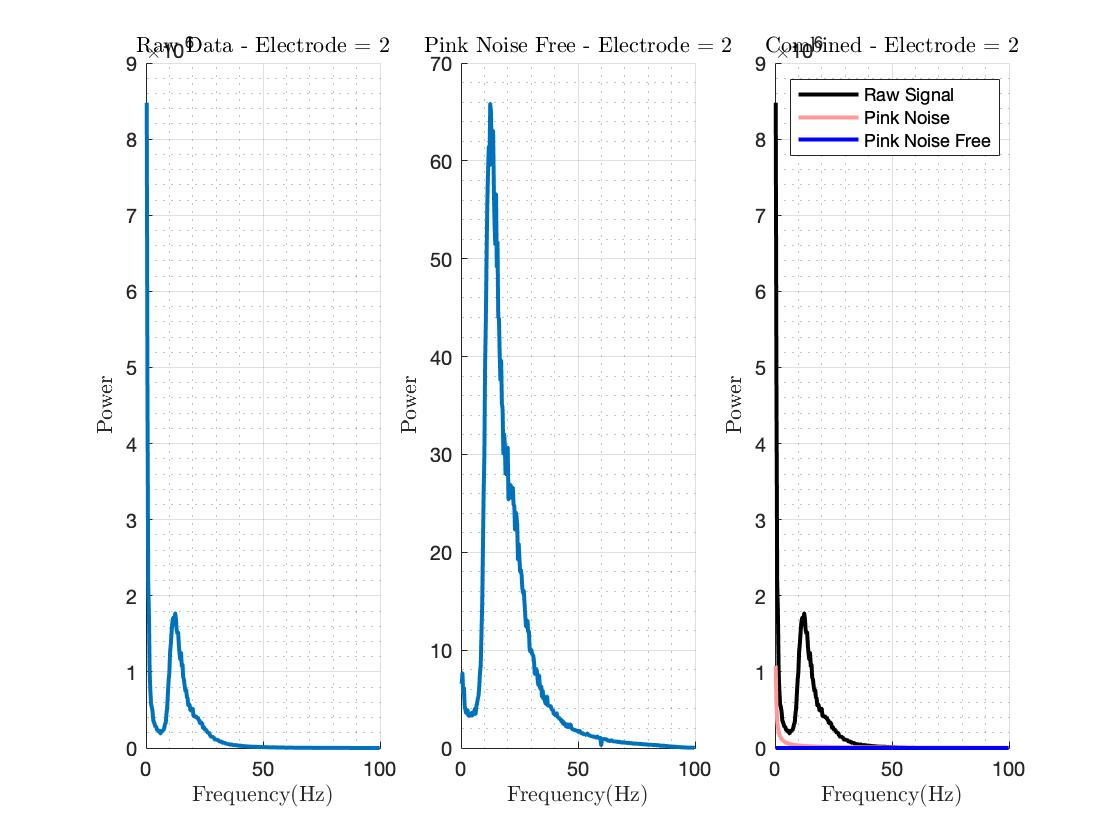 Raw Data - Electrode = 2
×10⁶
9
8
7
6
5
4
3
2
1
0
Power
0 50 100
Frequency(Hz)
Pink Noise Free - Electrode = 2
70
60
50
40
30
20
10
0
Power
0 50 100
Frequency(Hz)
Combined - Electrode = 2
×10⁶
9
8
7
6
5
4
3
2
1
0
Power
0 50 100
Frequency(Hz)
Raw Signal
Pink Noise
Pink Noise Free